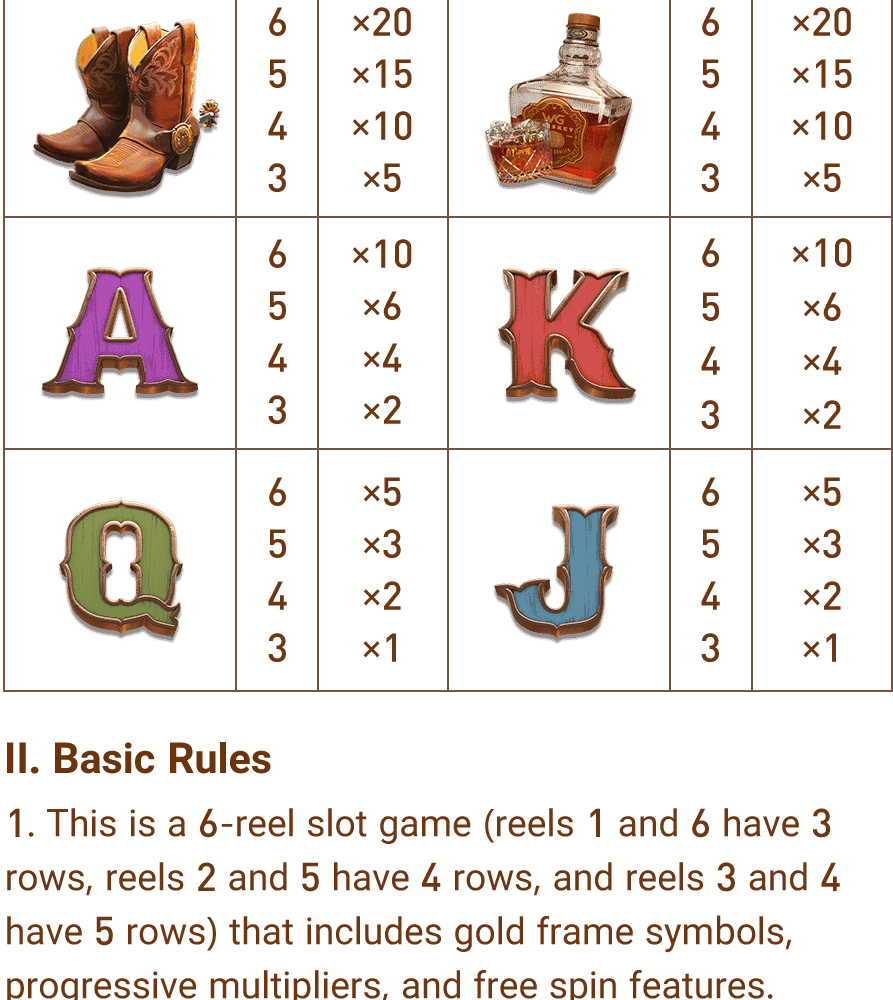 6 ×20 6 ×20
5 ×15 5 ×15
4 ×10 4 ×10
3 ×5 3 ×5
WG
A 6 ×10 K 6 ×10
5 ×6 5 ×6
4 ×4 4 ×4
3 ×2 3 ×2
Q 6 ×5 J 6 ×5
5 ×3 5 ×3
4 ×2 4 ×2
3 ×1 3 ×1
II. Basic Rules
1. This is a 6-reel slot game (reels 1 and 6 have 3
rows, reels 2 and 5 have 4 rows, and reels 3 and 4
have 5 rows) that includes gold frame symbols,
progressive multipliers, and free spin features.